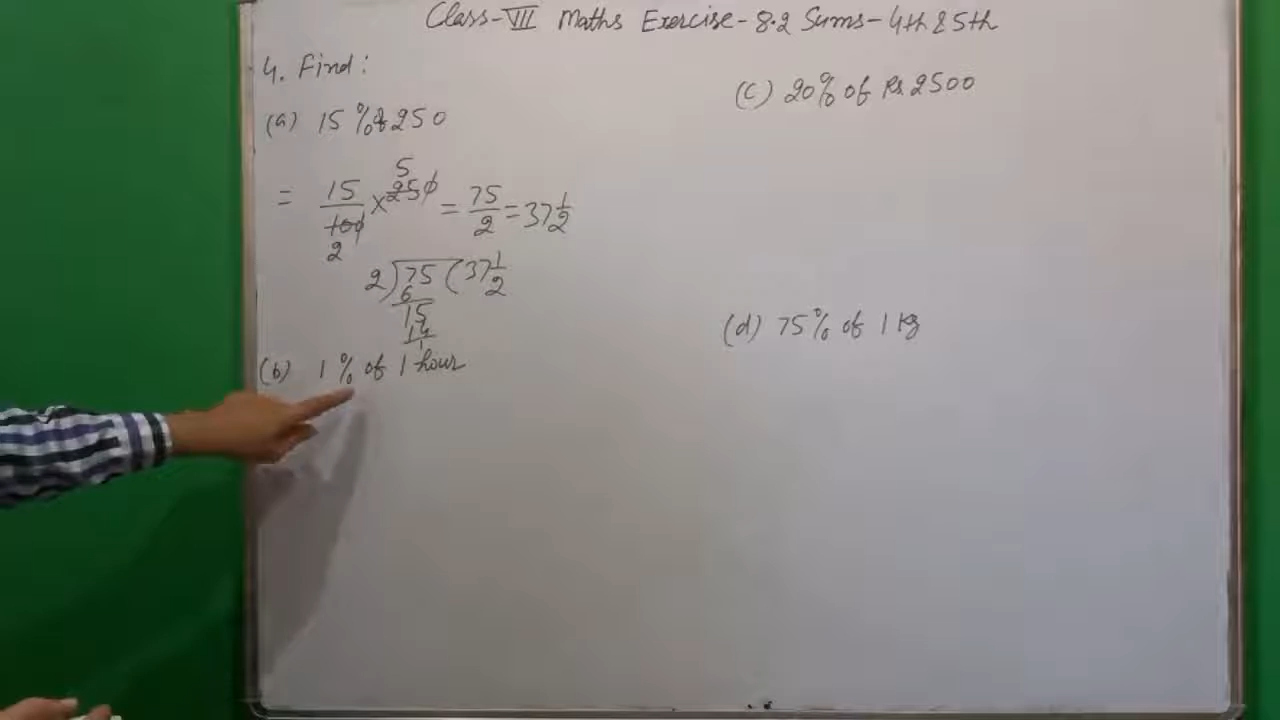 Class-VII Maths Exercise-8.2 Sums-4th & 5th
4. Find:
(a) 15% of 250
= 15/100 × 250 = 75/2 = 37 1/2
5
2
2) 75 (37 1/2
6
15
14
1
(b) 1% of 1 hour
(c) 20% of Rs 2500
(d) 75% of 1 kg